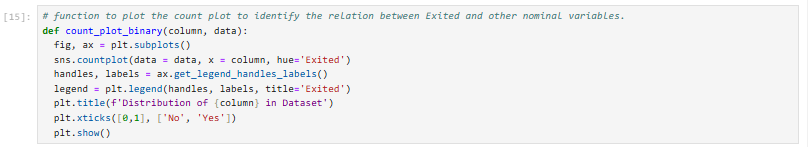 [15]: # function to plot the count plot to identify the relation between Exited and other nominal variables.
def count_plot_binary(column, data):
  fig, ax = plt.subplots()
  sns.countplot(data = data, x = column, hue='Exited')
  handles, labels = ax.get_legend_handles_labels()
  legend = plt.legend(handles, labels, title='Exited')
  plt.title(f'Distribution of {column} in Dataset')
  plt.xticks([0,1], ['No', 'Yes'])
  plt.show()